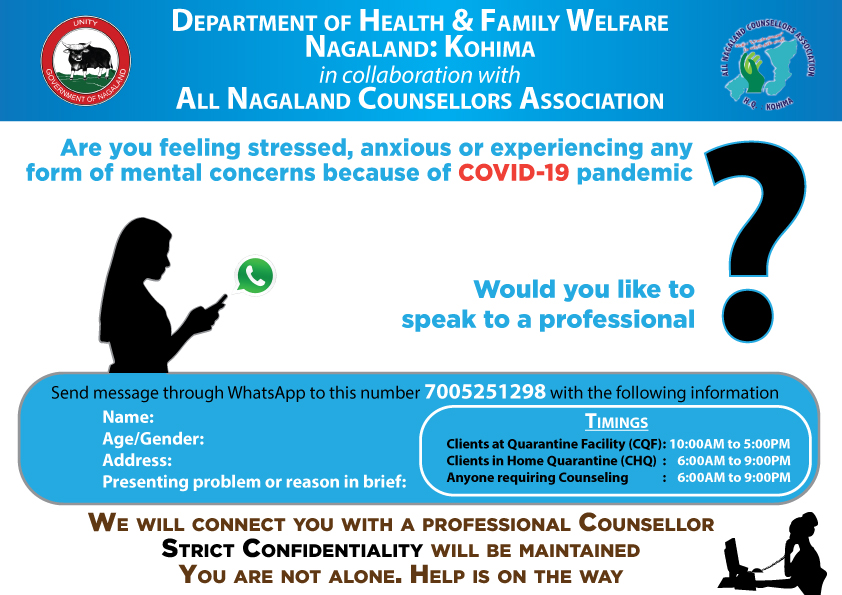 DEPARTMENT OF HEALTH & FAMILY WELFARE
NAGALAND: KOHIMA
in collaboration with
ALL NAGALAND COUNSELLORS ASSOCIATION
UNITY
GOVERNMENT OF NAGALAND
ALL NAGALAND COUNSELLORS ASSOCIATION
H.Q. KOHIMA
Are you feeling stressed, anxious or experiencing any
form of mental concerns because of COVID-19 pandemic
?
Would you like to
speak to a professional
Send message through WhatsApp to this number 7005251298 with the following information
Name:
Age/Gender:
Address:
Presenting problem or reason in brief:
TIMINGS
Clients at Quarantine Facility (CQF): 10:00AM to 5:00PM
Clients in Home Quarantine (CHQ) : 6:00AM to 9:00PM
Anyone requiring Counseling : 6:00AM to 9:00PM
WE WILL CONNECT YOU WITH A PROFESSIONAL COUNSELLOR
STRICT CONFIDENTIALITY WILL BE MAINTAINED
YOU ARE NOT ALONE. HELP IS ON THE WAY